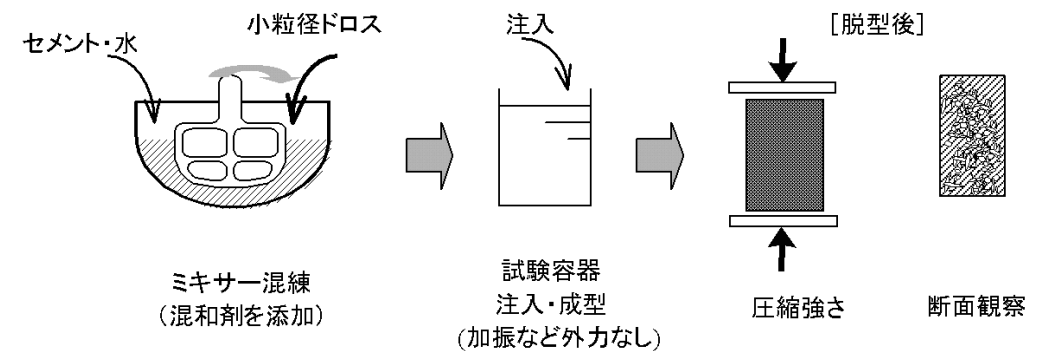 セメント・水
小粒径ドロス
注入
[脱型後]
ミキサー混練
(混和剤を添加)
試験容器
注入・成型
(加振など外力なし)
圧縮強さ
断面観察